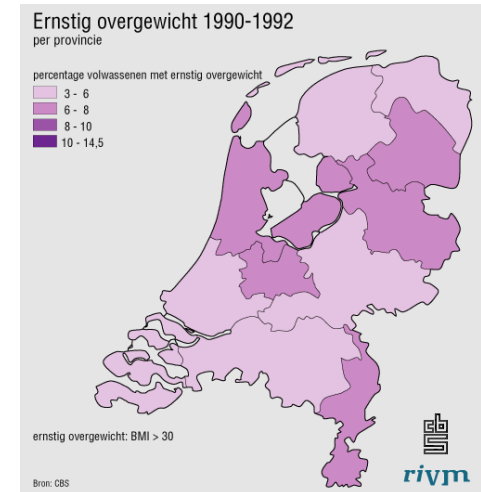 Ernstig overgewicht 1990-1992
per provincie
percentage volwassenen met ernstig overgewicht
3 - 6
6 - 8
8 - 10
10 - 14,5
ernstig overgewicht: BMI > 30
cbs
rivm
Bron: CBS